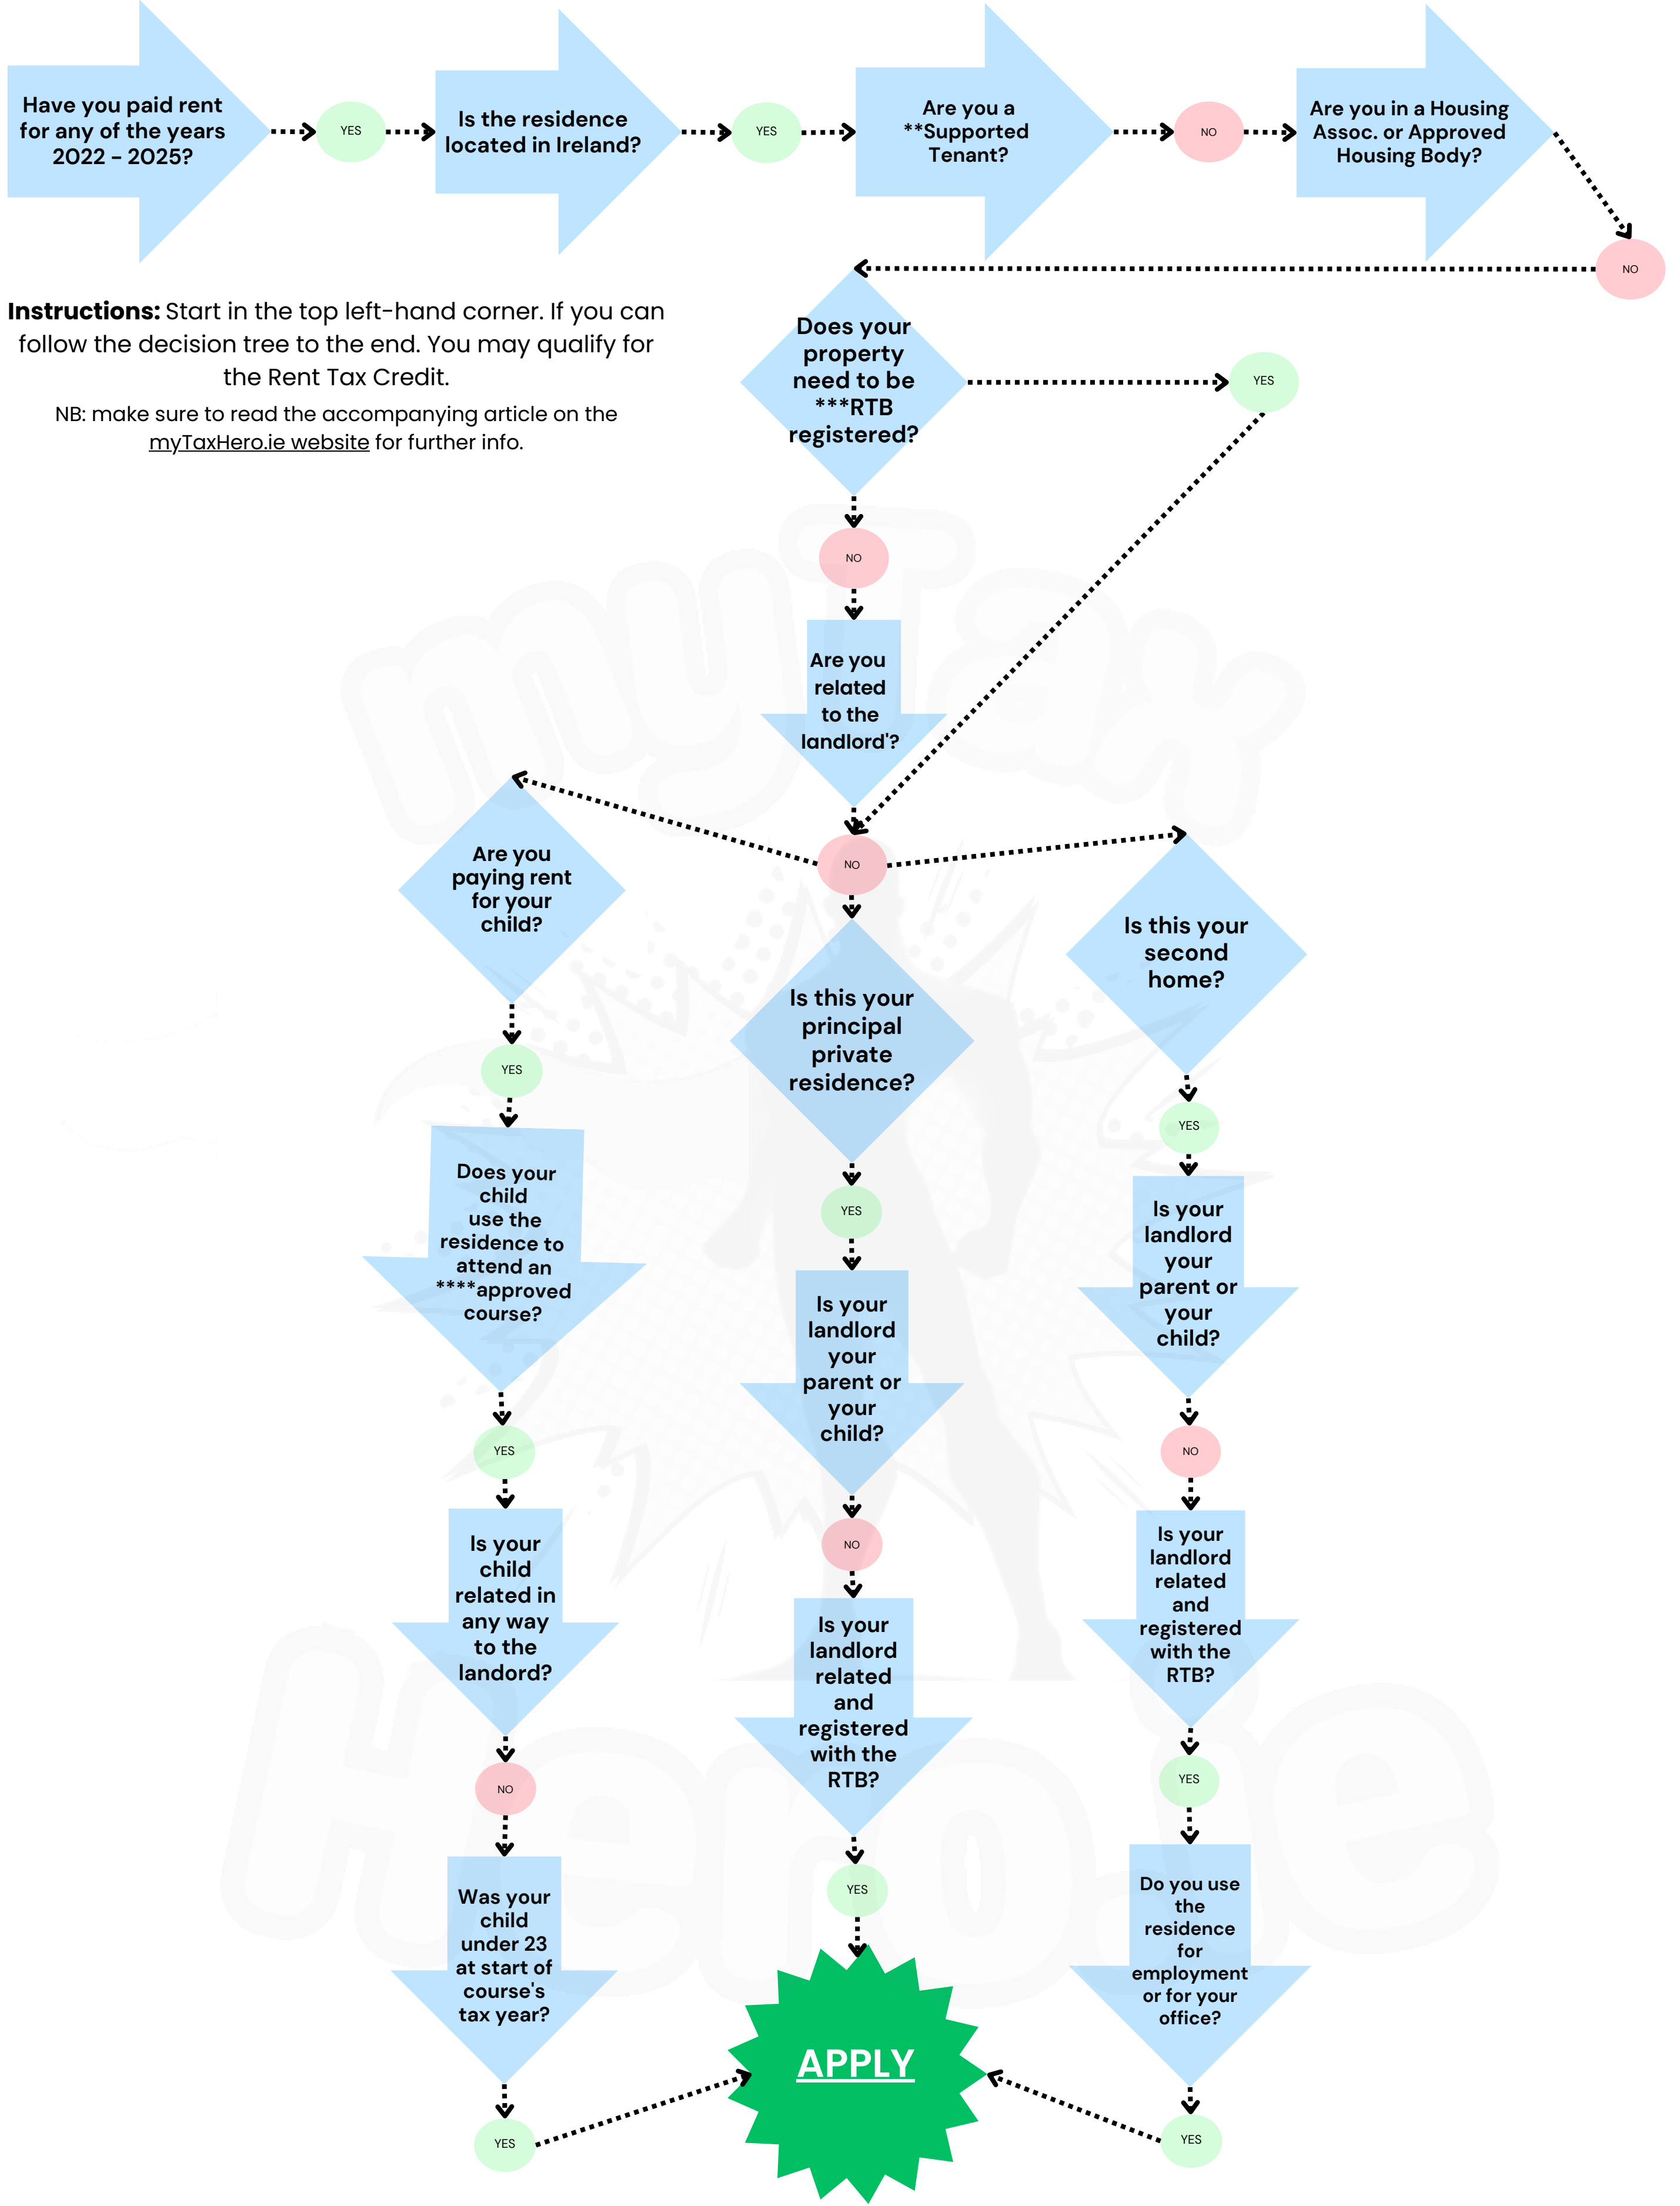 Have you paid rent
for any of the years
2022 - 2025?
YES
Is the residence
located in Ireland?
YES
Are you a
**Supported
Tenant?
NO
Are you in a Housing
Assoc. or Approved
Housing Body?
NO
Instructions: Start in the top left-hand corner. If you can
follow the decision tree to the end. You may qualify for
the Rent Tax Credit.
NB: make sure to read the accompanying article on the
myTaxHero.ie website for further info.
Does your
property
need to be
***RTB
registered?
YES
NO
Are you
related
to the
landlord'?
NO
Are you
paying rent
for your
child?
YES
Does your
child
use the
residence to
attend an
****approved
course?
YES
Is your
child
related in
any way
to the
landord?
NO
Was your
child
under 23
at start of
course's
tax year?
YES
Is this your
principal
private
residence?
YES
Is your
landlord
your
parent or
your
child?
NO
Is your
landlord
related
and
registered
with the
RTB?
YES
Is this your
second
home?
YES
Is your
landlord
your
parent or
your
child?
NO
Is your
landlord
related
and
registered
with the
RTB?
YES
Do you use
the
residence
for
employment
or for your
office?
YES
APPLY
myTax
Hero.ie